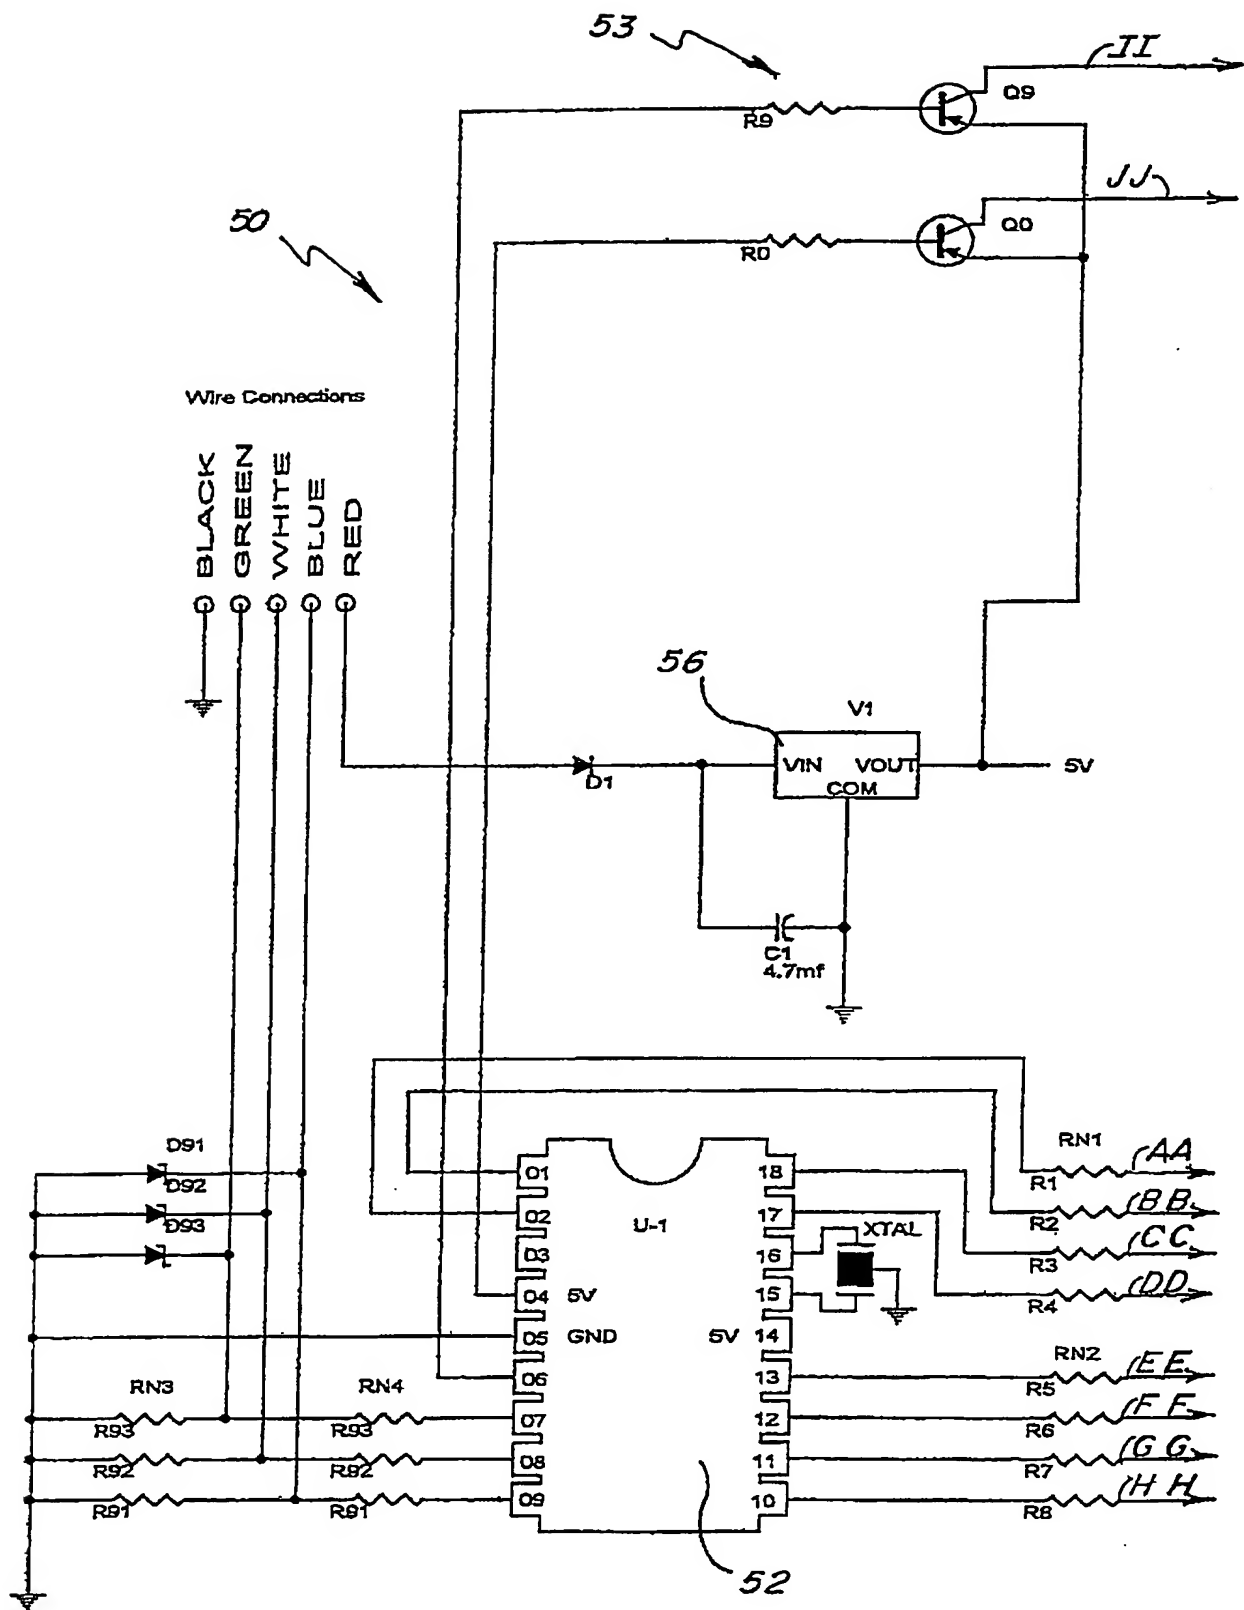 53
II
Q9
R9
JJ
50
Q0
R0
Wire Connections
BLACK
GREEN
WHITE
BLUE
RED
56
V1
VIN VOUT
COM
5V
D1
C1
4.7mf
D91
D92
D93
RN1
AA
R1
BB
R2
CC
R3
DD
R4
01
02
03
04 5V
05 GND
06
07
08
09
U-1
18
17
16
15
5V 14
13
12
11
10
XTAL
RN2
EE
R5
FF
R6
GG
R7
HH
R8
RN3
RN4
R93
R93
R92
R92
R91
R91
52